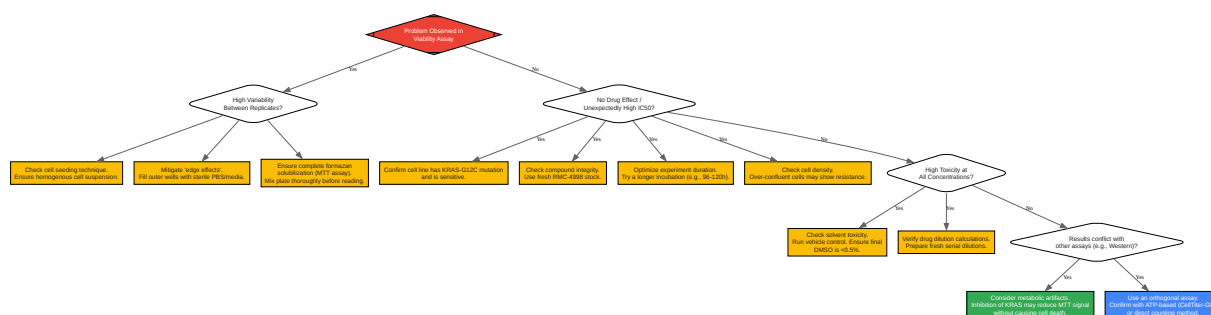 Problem Observed in
Viability Assay
Yes
No
High Variability
Between Replicates?
No Drug Effect /
Unexpectedly High IC50?
Yes
Yes
Yes
Yes
No
Check cell seeding technique.
Ensure homogenous cell suspension.
Mitigate 'edge effects'.
Fill outer wells with sterile PBS/media.
Ensure complete formazan
solubilization (MTT assay).
Mix plate thoroughly before reading.
Confirm cell line has KRAS-G12C mutation
and is sensitive.
Check compound integrity.
Use fresh RMC-4998 stock.
Optimize experiment duration.
Try a longer incubation (e.g., 96-120h).
Check cell density.
Over-confluent cells may show resistance.
High Toxicity at
All Concentrations?
Yes
Yes
No
Check solvent toxicity.
Run vehicle control. Ensure final
DMSO is <0.5%.
Verify drug dilution calculations.
Prepare fresh serial dilutions.
Results conflict with
other assays (e.g., Western)?
Yes
Yes
Consider metabolic artifacts.
Inhibition of KRAS may reduce MTT signal
without causing cell death.
Use an orthogonal assay.
Confirm with ATP-based (CellTiter-Gl
or direct counting method.